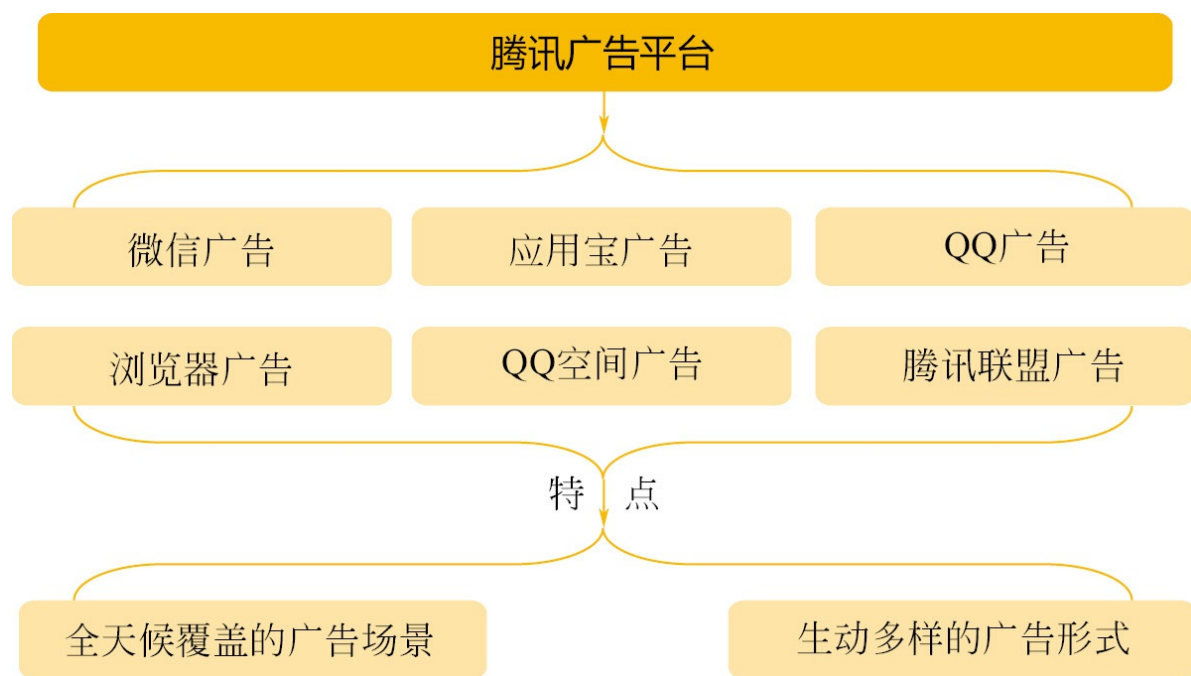 腾讯广告平台
微信广告
应用宝广告
QQ广告
浏览器广告
QQ空间广告
腾讯联盟广告
特 点
全天候覆盖的广告场景
生动多样的广告形式